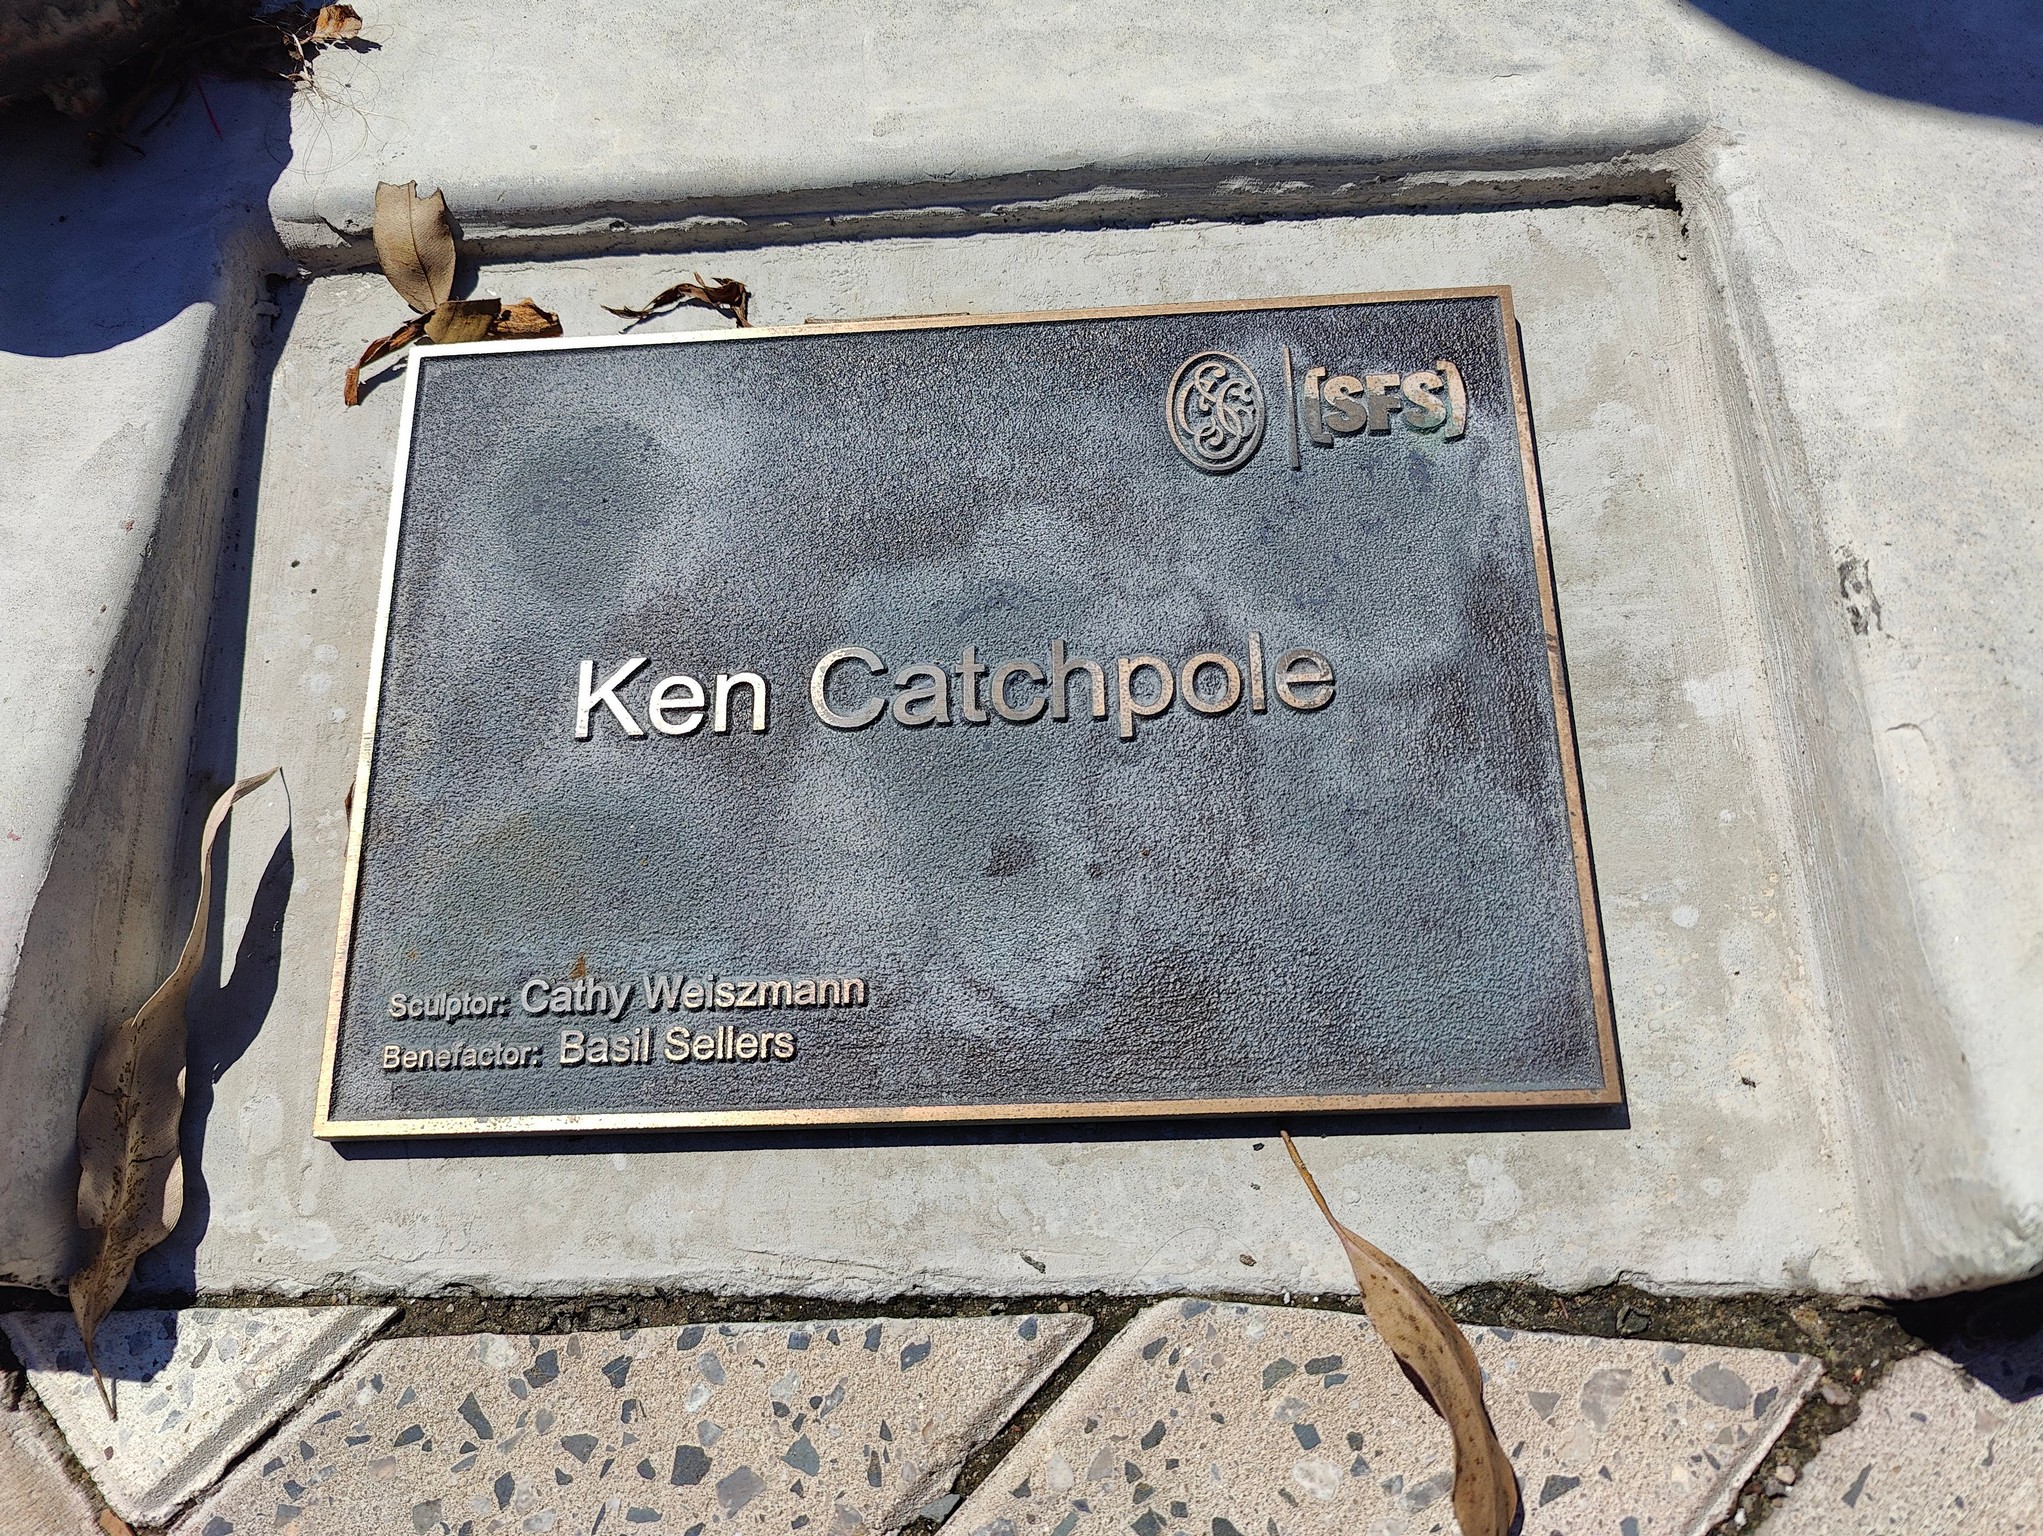 [SFS]
Ken Catchpole
Sculptor: Cathy Weiszmann
Benefactor: Basil Sellers